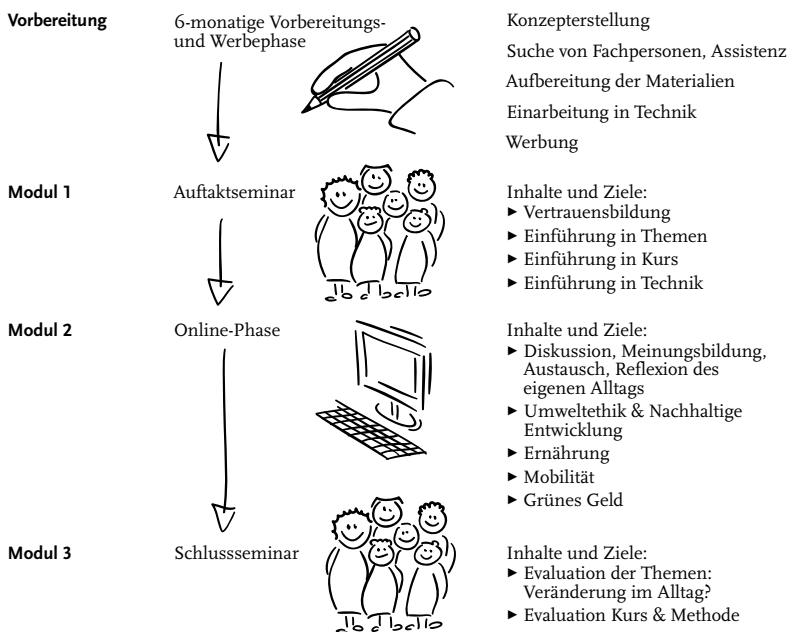 Vorbereitung
6-monatige Vorbereitungs-
und Werbephase
Konzepterstellung
Suche von Fachpersonen, Assistenz
Aufbereitung der Materialien
Einarbeitung in Technik
Werbung
Modul 1
Auftaktseminar
Inhalte und Ziele:
▸ Vertrauensbildung
▸ Einführung in Themen
▸ Einführung in Kurs
▸ Einführung in Technik
Modul 2
Online-Phase
Inhalte und Ziele:
▸ Diskussion, Meinungsbildung,
Austausch, Reflexion des
eigenen Alltags
▸ Umweltethik & Nachhaltige
Entwicklung
▸ Ernährung
▸ Mobilität
▸ Grünes Geld
Modul 3
Schlussseminar
Inhalte und Ziele:
▸ Evaluation der Themen:
Veränderung im Alltag?
▸ Evaluation Kurs & Methode